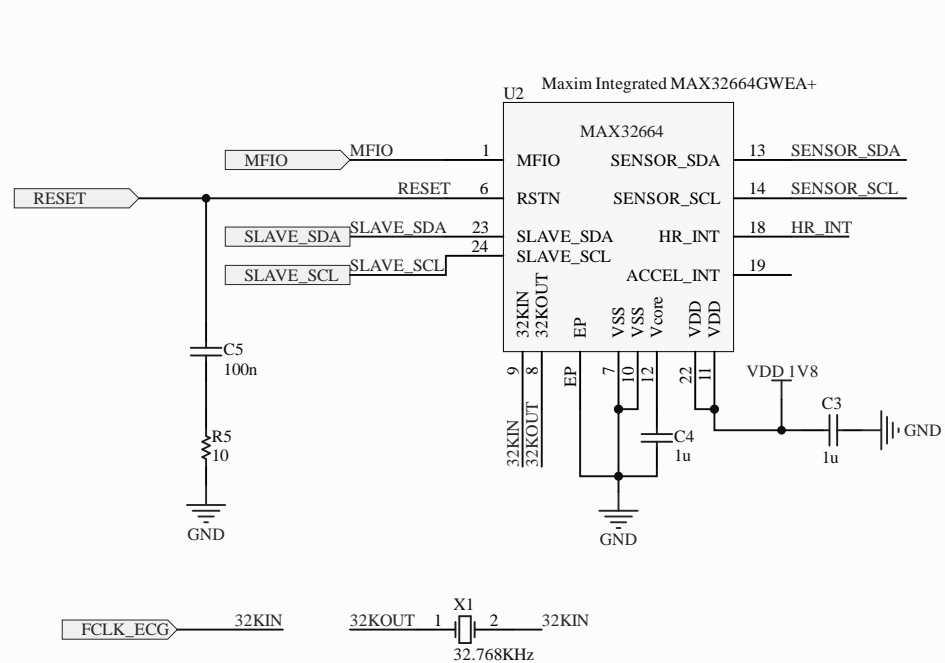 Maxim Integrated MAX32664GWEA+
U2
MAX32664
MFIO MFIO 1 MFIO SENSOR_SDA 13 SENSOR_SDA
RESET RESET 6 RSTN SENSOR_SCL 14 SENSOR_SCL
SLAVE_SDA SLAVE_SDA 23 SLAVE_SDA HR_INT 18 HR_INT
24 SLAVE_SCL
SLAVE_SCL SLAVE_SCL ACCEL_INT 19
32KIN 32KOUT EP VSS VSS Vcore VDD VDD
9 8 EP 7 10 12 22 11
VDD 1V8
C5
100n
C3
1u
GND
32KIN 32KOUT
C4
1u
R5
10
GND
GND
FCLK_ECG 32KIN
X1
32KOUT 1 2 32KIN
32.768KHz